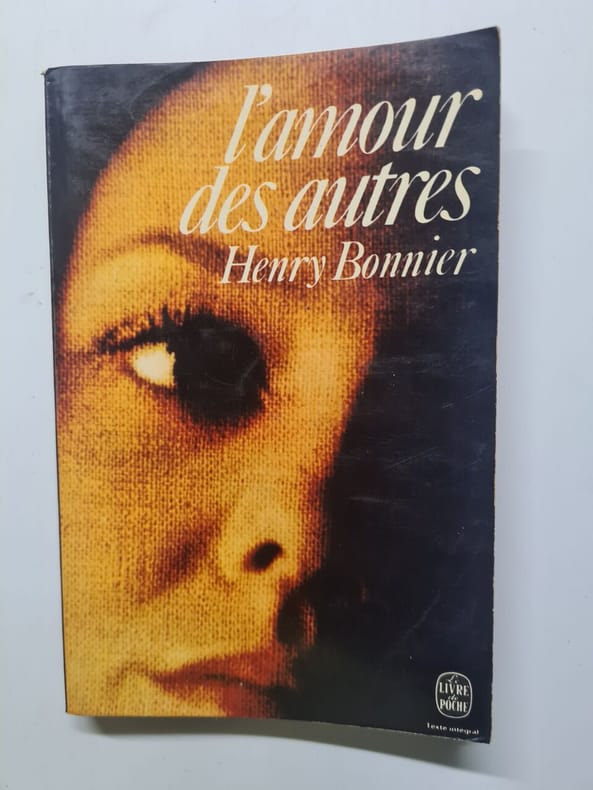 l'amour
des autres
Henry Bonnier
Le
LIVRE
de
POCHE
Texte intégral